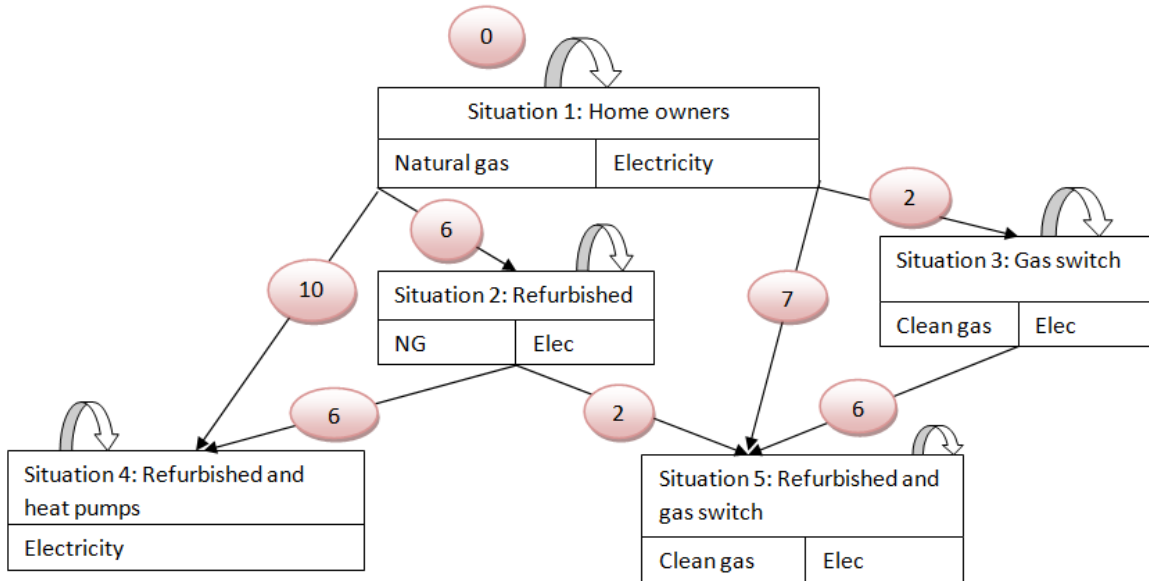 0
Situation 1: Home owners
Natural gas
Electricity
2
6
Situation 3: Gas switch
10
Situation 2: Refurbished
7
Clean gas
Elec
NG
Elec
6
2
6
Situation 4: Refurbished and
heat pumps
Situation 5: Refurbished and
gas switch
Electricity
Clean gas
Elec